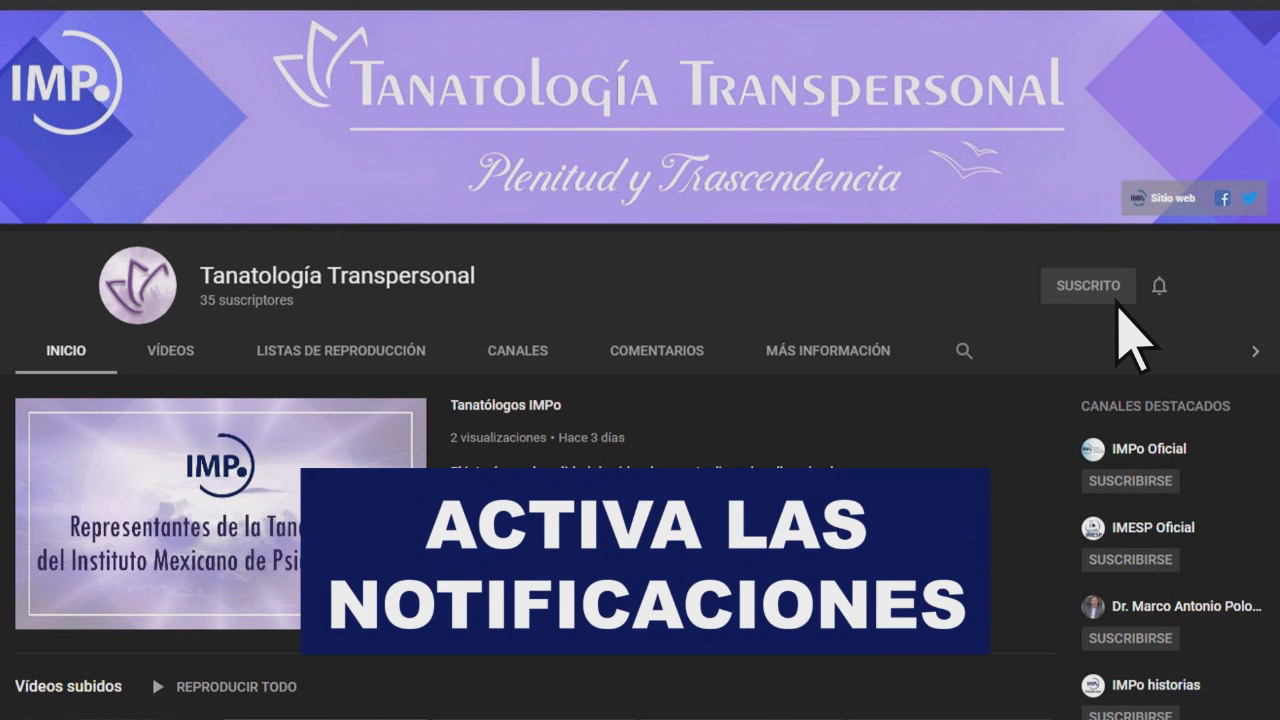 IMP.
TANATOLOGÍA TRANSPERSONAL
Plenitud y Trascendencia
Sitio web
Tanatología Transpersonal
35 suscriptores
SUSCRITO
INICIO
VÍDEOS
LISTAS DE REPRODUCCIÓN
CANALES
COMENTARIOS
MÁS INFORMACIÓN
IMP.
Representantes de la Tan
del Instituto Mexicano de Psi
Tanatólogos IMPo
2 visualizaciones • Hace 3 días
ACTIVA LAS
NOTIFICACIONES
CANALES DESTACADOS
IMPo Oficial
SUSCRIBIRSE
IMESP Oficial
SUSCRIBIRSE
Dr. Marco Antonio Polo...
SUSCRIBIRSE
IMPo historias
SUSCRIBIRSE
Vídeos subidos
REPRODUCIR TODO